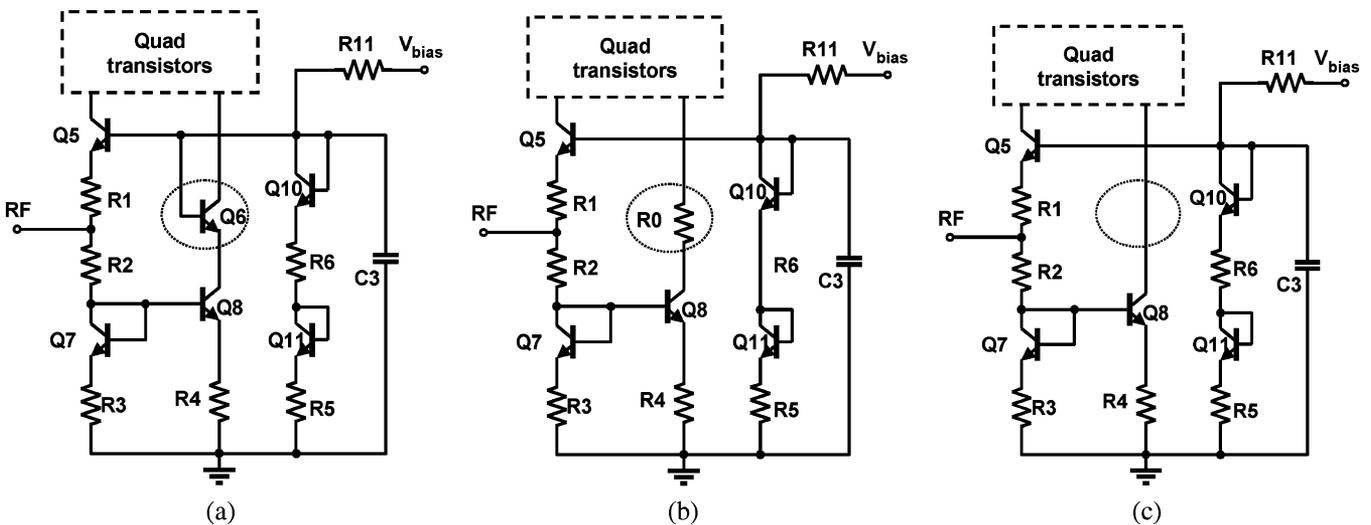 Quad
transistors
R11
Vbias
Q5
Q10
R1
Q6
RF
R2
R6
C3
Q8
Q7
Q11
R3
R4
R5
(a)
Quad
transistors
R11
Vbias
Q5
Q10
R1
R0
RF
R2
R6
C3
Q8
Q7
Q11
R3
R4
R5
(b)
Quad
transistors
R11
Vbias
Q5
Q10
R1
RF
R2
R6
C3
Q8
Q7
Q11
R3
R4
R5
(c)